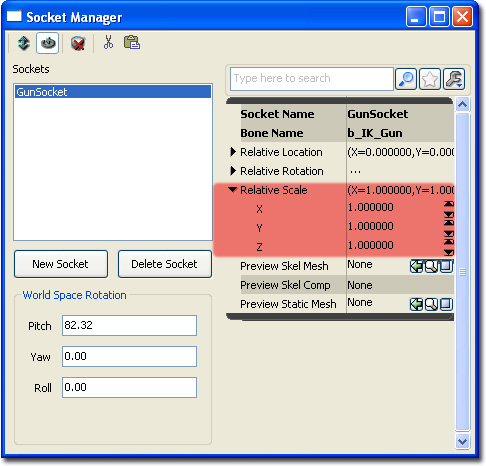 Socket Manager
Sockets
GunSocket
New Socket
Delete Socket
World Space Rotation
Pitch 82.32
Yaw 0.00
Roll 0.00
Type here to search
Socket Name GunSocket
Bone Name b_IK_Gun
Relative Location (X=0.000000,Y=0.00
Relative Rotation ...
Relative Scale (X=1.000000,Y=1.00
X 1.000000
Y 1.000000
Z 1.000000
Preview Skel Mesh None
Preview Skel Comp None
Preview Static Mesh None